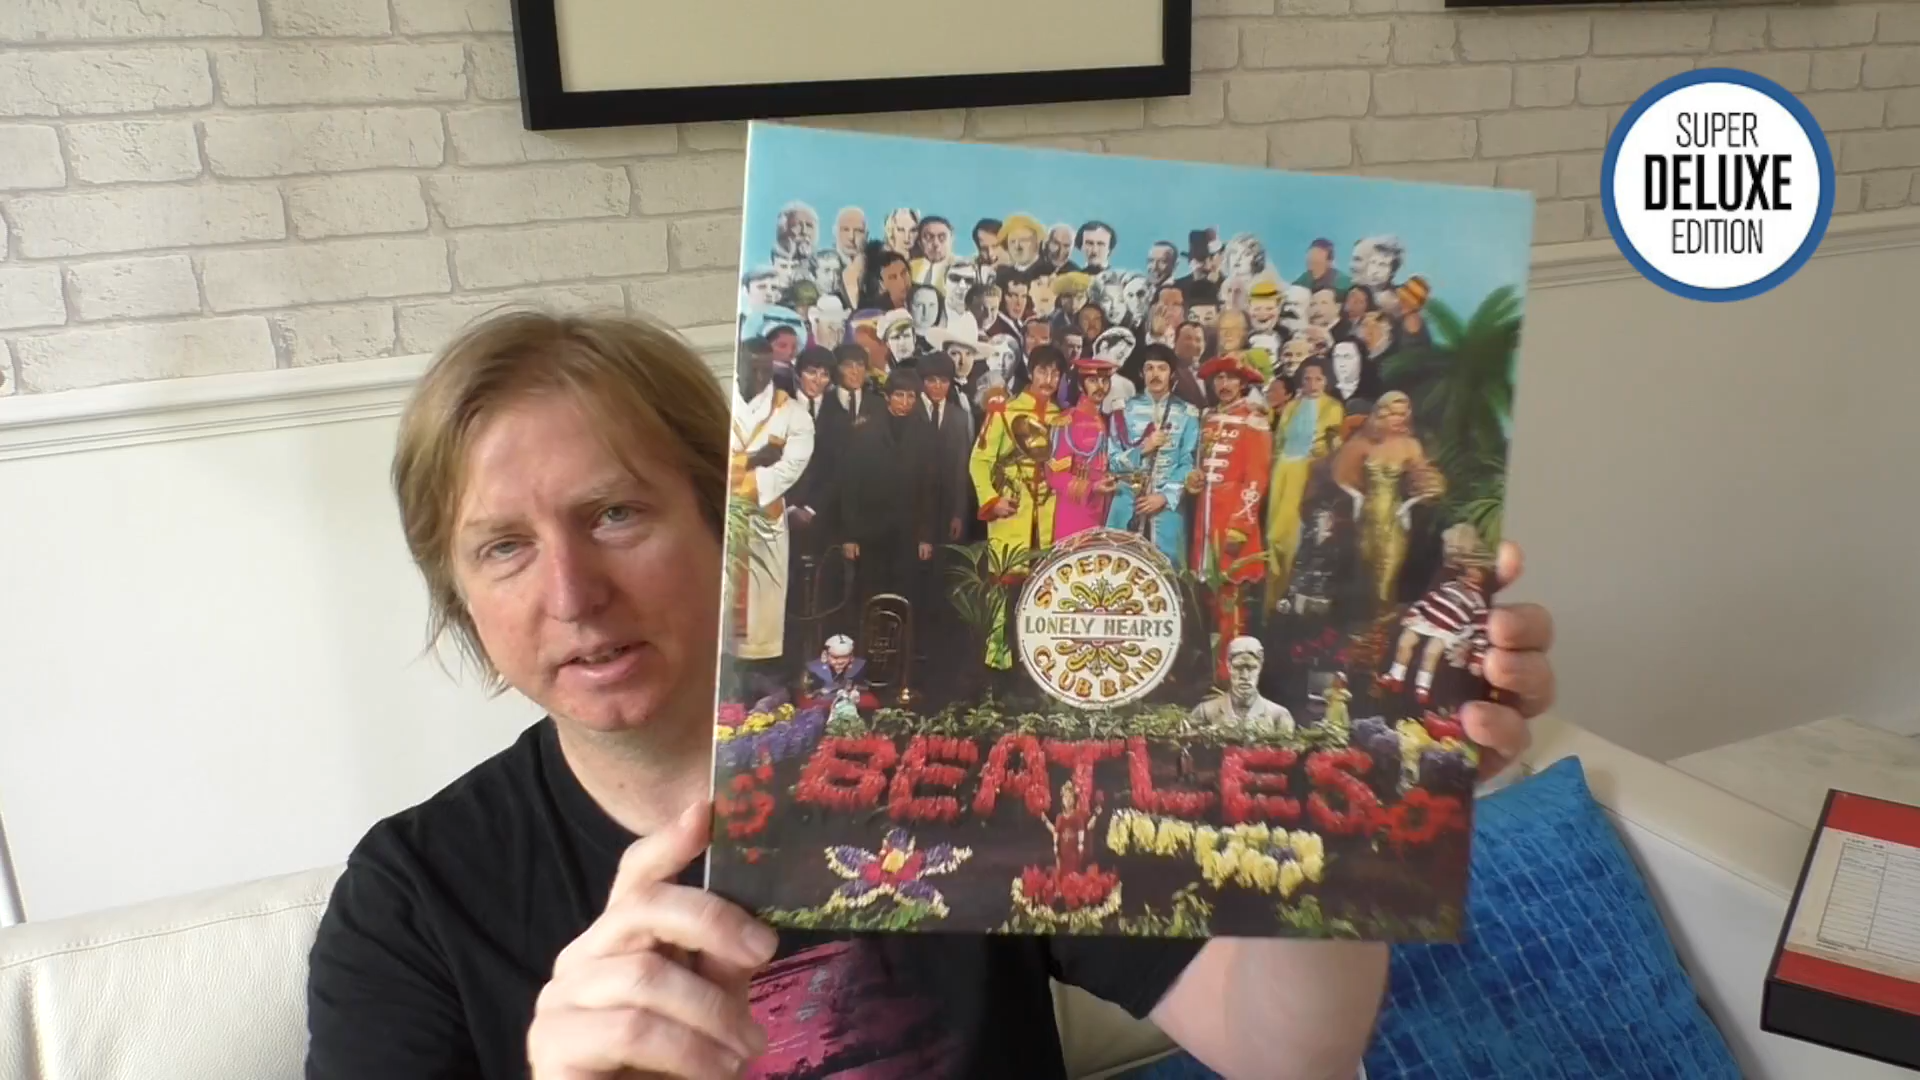 SUPER
DELUXE
EDITION
SGT PEPPERS
LONELY HEARTS
CLUB BAND
BEATLES